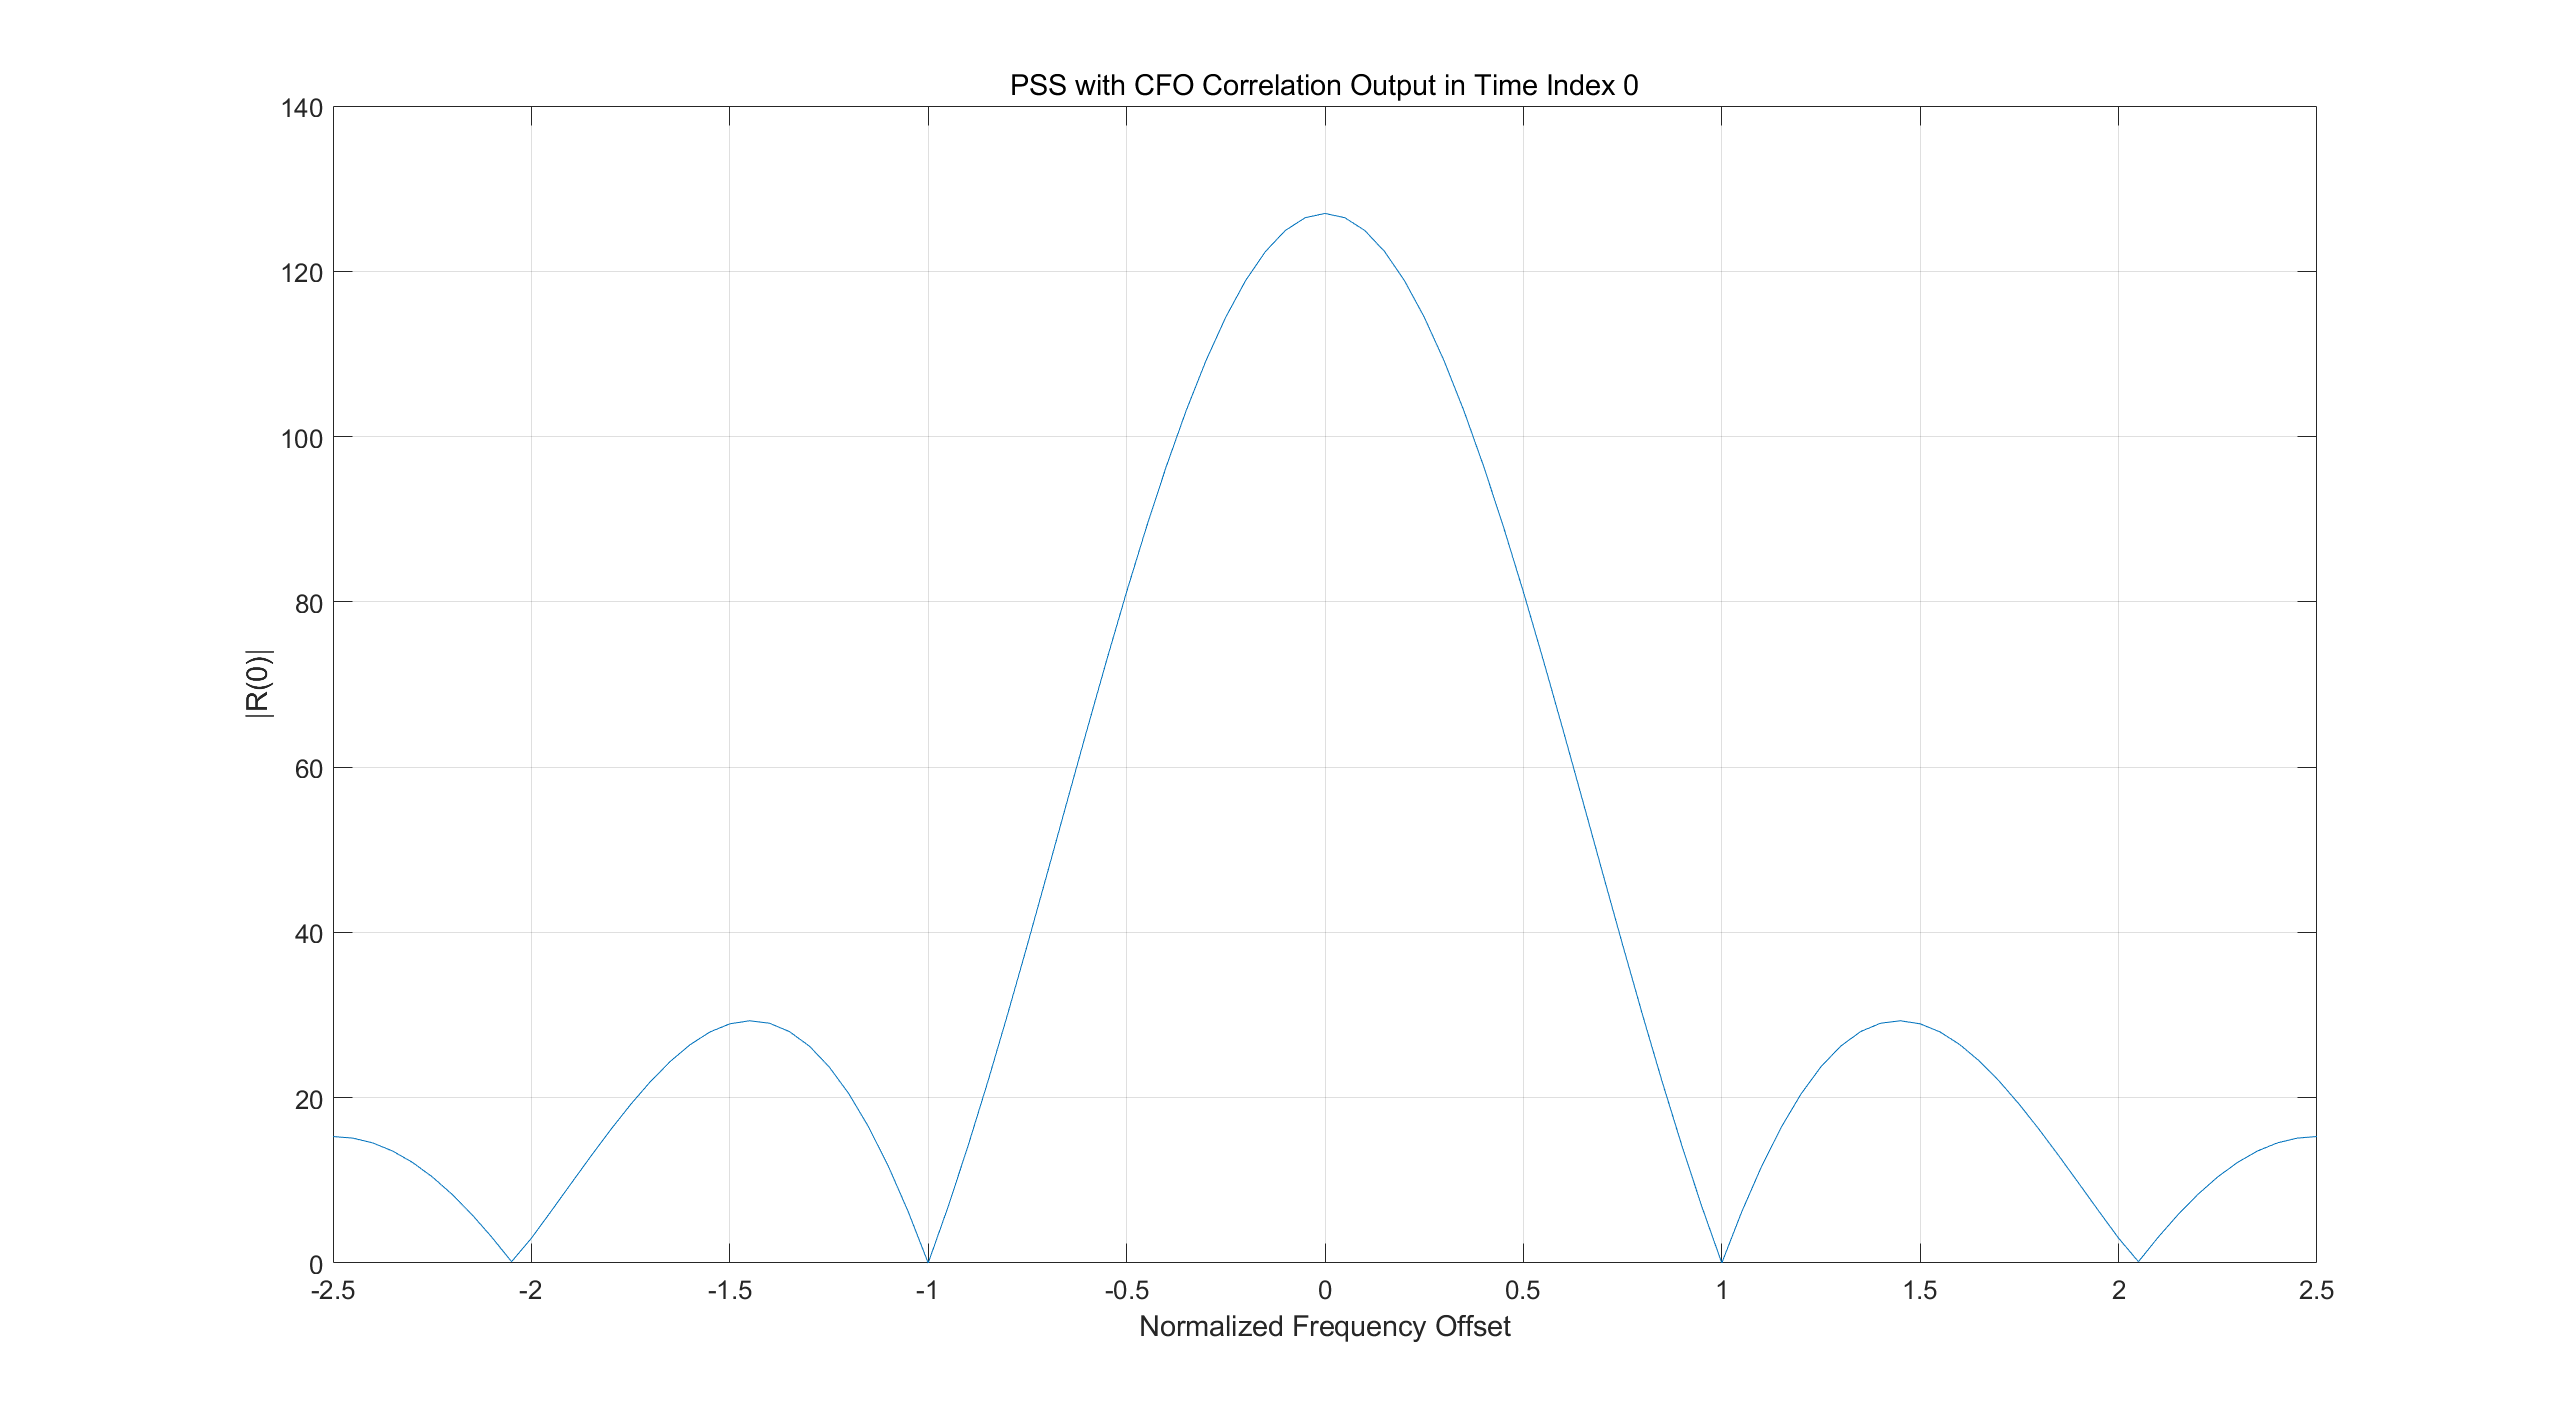 PSS with CFO Correlation Output in Time Index 0
140
120
100
80
60
40
20
0
|R(0)|
-2.5 -2 -1.5 -1 -0.5 0 0.5 1 1.5 2 2.5
Normalized Frequency Offset